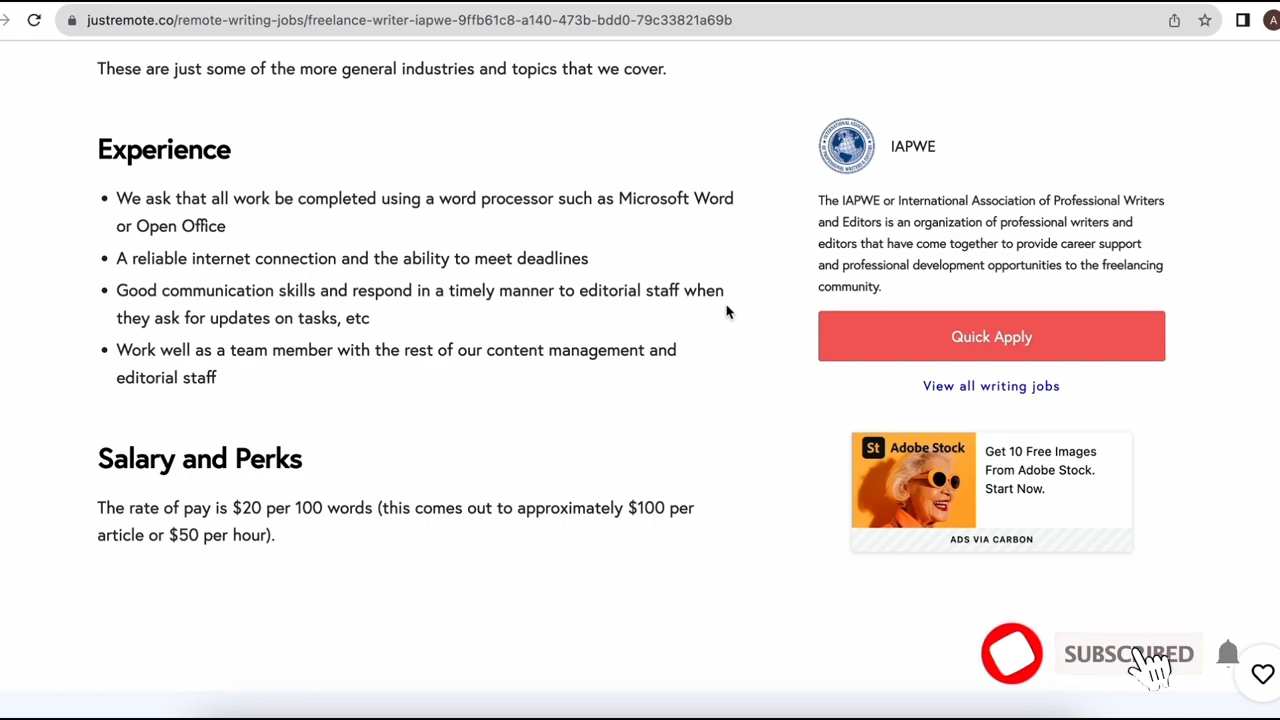 justremote.co/remote-writing-jobs/freelance-writer-iapwe-9ffb61c8-a140-473b-bdd0-79c33821a69b
A
These are just some of the more general industries and topics that we cover.
Experience
• We ask that all work be completed using a word processor such as Microsoft Word
or Open Office
• A reliable internet connection and the ability to meet deadlines
• Good communication skills and respond in a timely manner to editorial staff when
they ask for updates on tasks, etc
• Work well as a team member with the rest of our content management and
editorial staff
Salary and Perks
The rate of pay is $20 per 100 words (this comes out to approximately $100 per
article or $50 per hour).
IAPWE
The IAPWE or International Association of Professional Writers
and Editors is an organization of professional writers and
editors that have come together to provide career support
and professional development opportunities to the freelancing
community.
Quick Apply
View all writing jobs
St Adobe Stock
Get 10 Free Images
From Adobe Stock.
Start Now.
ADS VIA CARBON
SUBSCRIBED